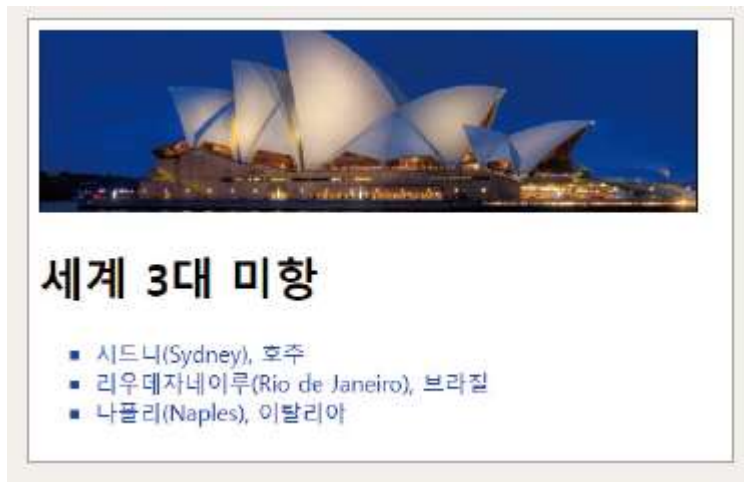 세계 3대 미항
시드니(Sydney), 호주
리우데자네이루(Rio de Janeiro), 브라질
나폴리(Naples), 이탈리아